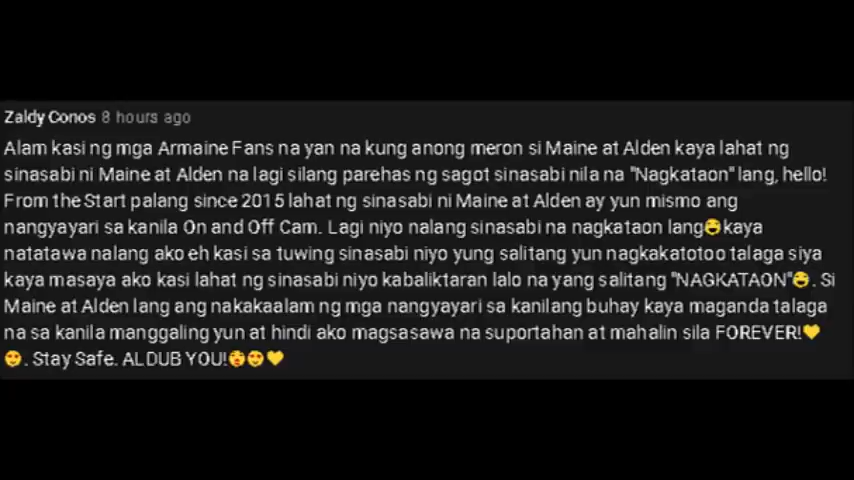 Zaldy Conos 8 hours ago
Alam kasi ng mga Armaine Fans na yan na kung anong meron si Maine at Alden kaya lahat ng
sinasabi ni Maine at Alden na lagi silang parehas ng sagot sinasabi nila na "Nagkataon" lang, hello!
From the Start palang since 2015 lahat ng sinasabi ni Maine at Alden ay yun mismo ang
nangyayari sa kanila On and Off Cam. Lagi niyo nalang sinasabi na nagkataon lang😂kaya
natatawa nalang ako eh kasi sa tuwing sinasabi niyo yung salitang yun nagkakatotoo talaga siya
kaya masaya ako kasi lahat ng sinasabi niyo kabaliktaran lalo na yang salitang "NAGKATAON"😂. Si
Maine at Alden lang ang nakakaalam ng mga nangyayari sa kanilang buhay kaya maganda talaga
na sa kanila manggaling yun at hindi ako magsasawa na suportahan at mahalin sila FOREVER!💛
😍. Stay Safe. ALDUB YOU!😘😍💛